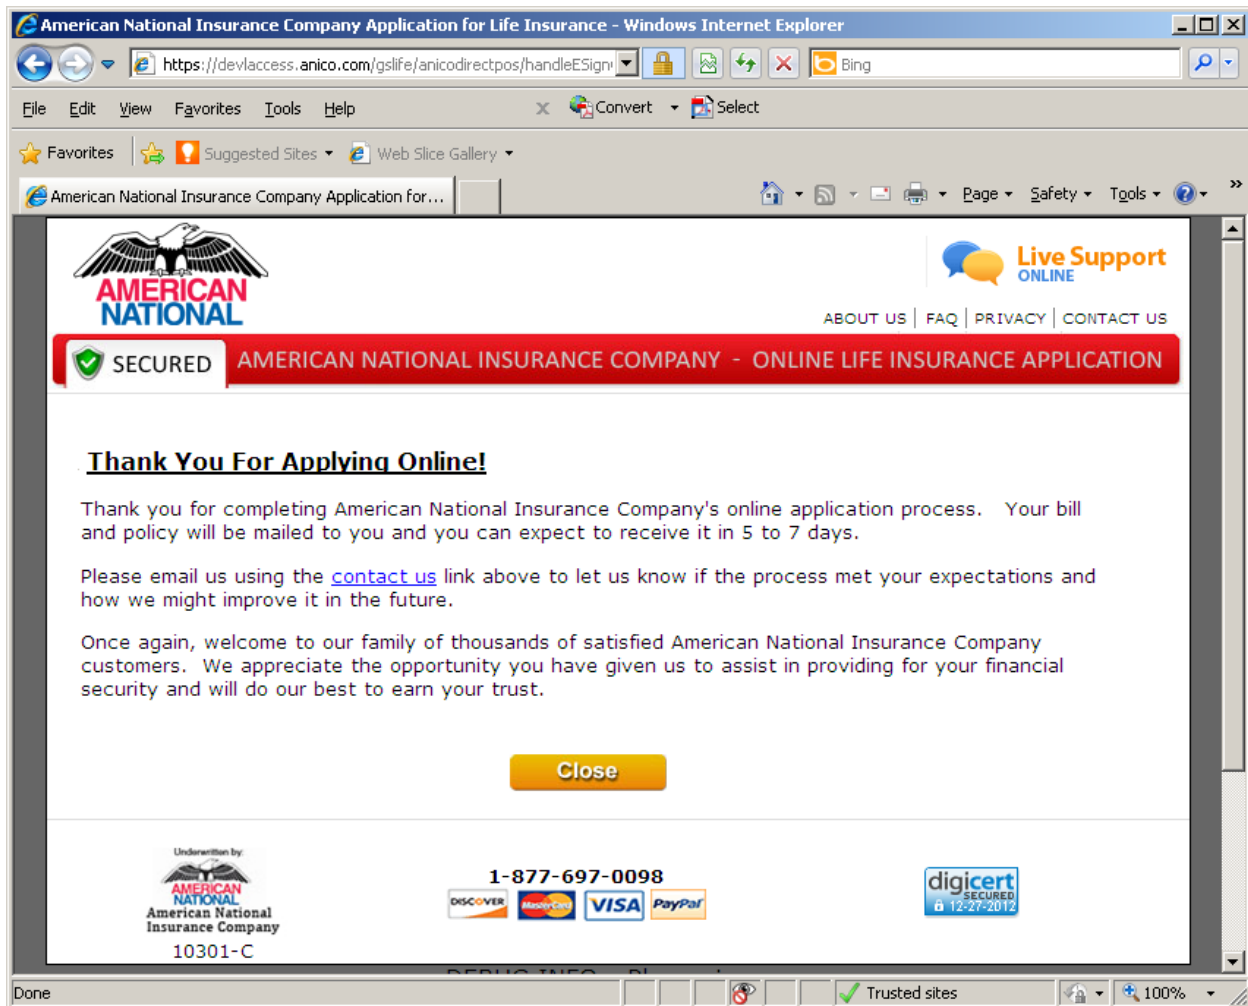 American National Insurance Company Application for Life Insurance - Windows Internet Explorer
https://devlaccess.anico.com/gslife/anicodirectpos/handleESign
Bing
File Edit View Favorites Tools Help
x Convert Select
Favorites Suggested Sites Web Slice Gallery
American National Insurance Company Application for...
Page Safety Tools »
AMERICAN
NATIONAL
Live Support
ONLINE
ABOUT US | FAQ | PRIVACY | CONTACT US
SECURED AMERICAN NATIONAL INSURANCE COMPANY - ONLINE LIFE INSURANCE APPLICATION
Thank You For Applying Online!
Thank you for completing American National Insurance Company's online application process. Your bill
and policy will be mailed to you and you can expect to receive it in 5 to 7 days.
Please email us using the contact us link above to let us know if the process met your expectations and
how we might improve it in the future.
Once again, welcome to our family of thousands of satisfied American National Insurance Company
customers. We appreciate the opportunity you have given us to assist in providing for your financial
security and will do our best to earn your trust.
Close
Underwritten by:
AMERICAN
NATIONAL
American National
Insurance Company
10301-C
1-877-697-0098
DISCOVER MasterCard VISA PayPal
digicert
SECURED
12-27-2012
Done
Trusted sites
100%